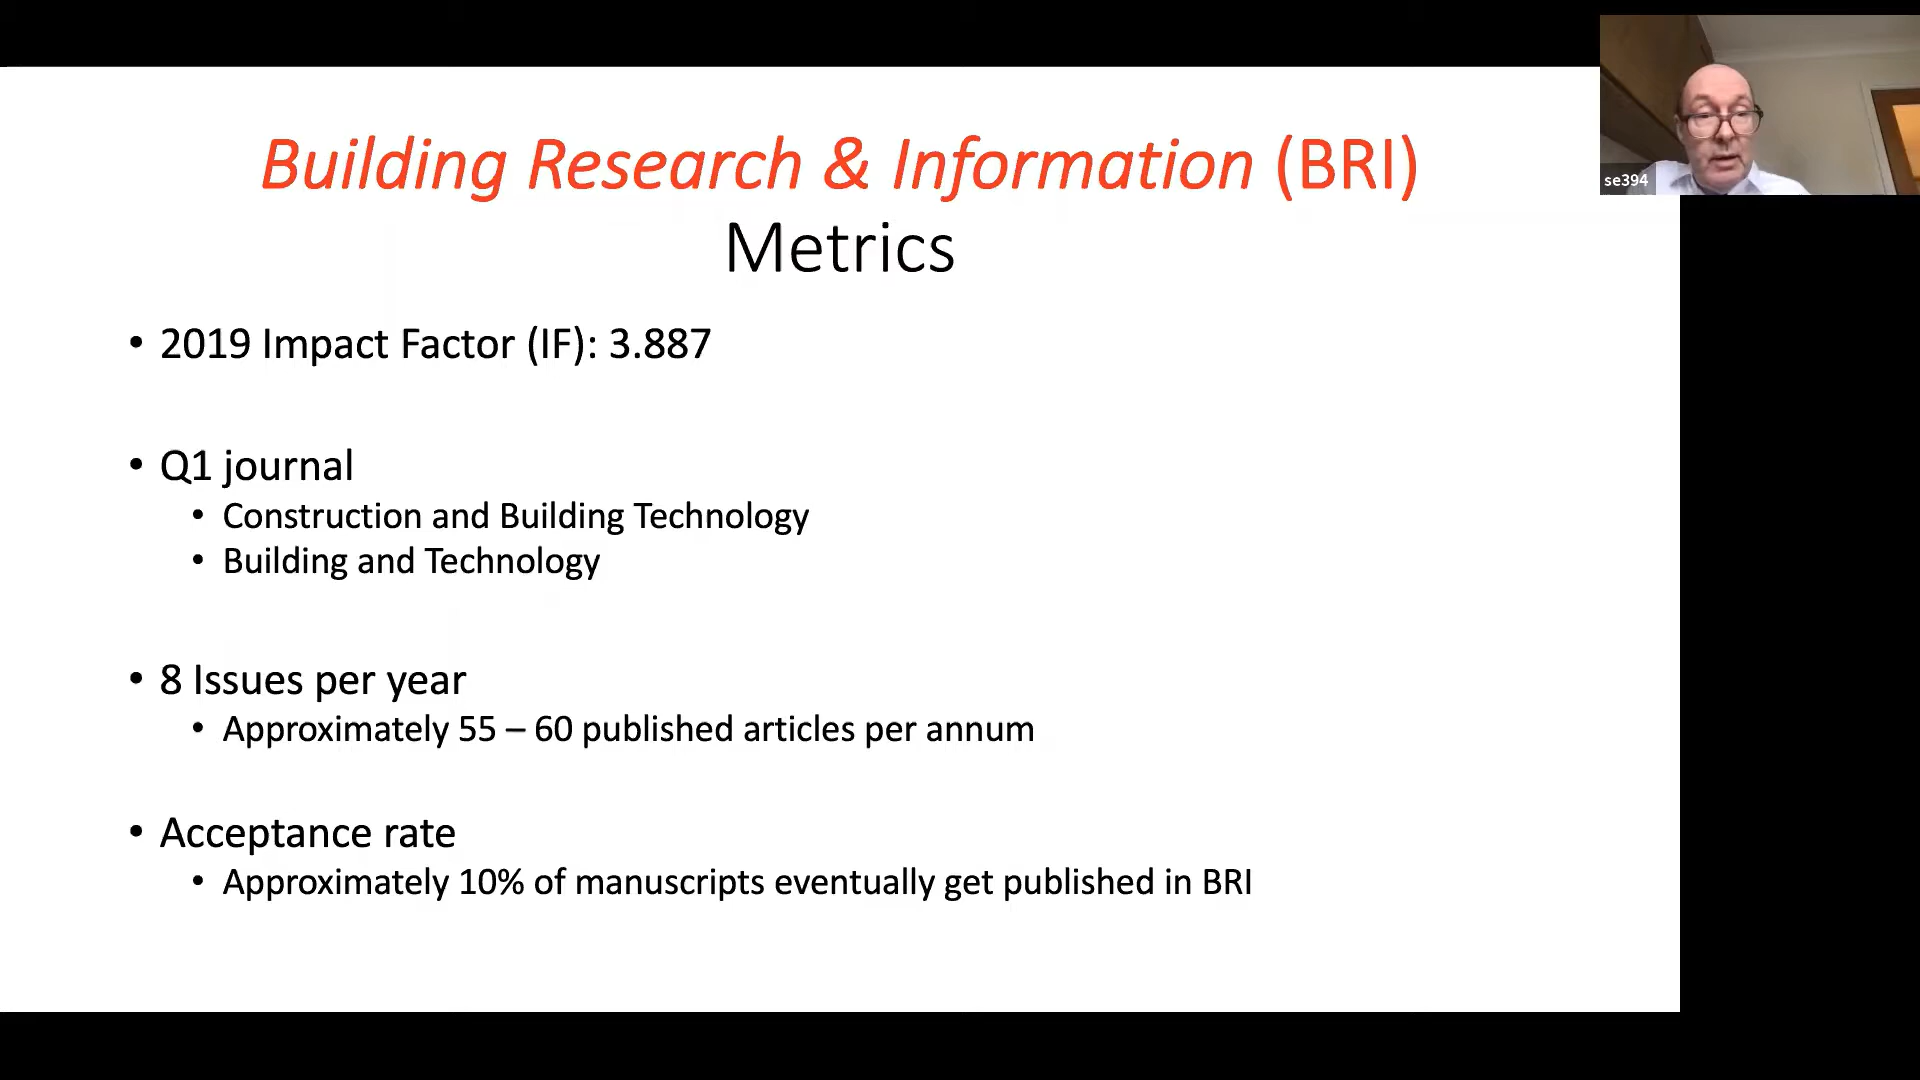 Building Research & Information (BRI)
Metrics
• 2019 Impact Factor (IF): 3.887
• Q1 journal
• Construction and Building Technology
• Building and Technology
• 8 Issues per year
• Approximately 55 – 60 published articles per annum
• Acceptance rate
• Approximately 10% of manuscripts eventually get published in BRI
se394